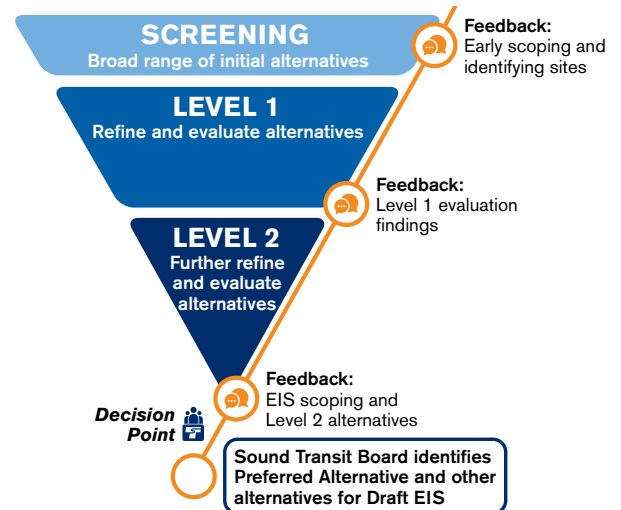 SCREENING
Broad range of initial alternatives
Feedback:
Early scoping and
identifying sites
LEVEL 1
Refine and evaluate alternatives
Feedback:
Level 1 evaluation
findings
LEVEL 2
Further refine
and evaluate
alternatives
Feedback:
EIS scoping and
Level 2 alternatives
Decision
Point
Sound Transit Board identifies
Preferred Alternative and other
alternatives for Draft EIS